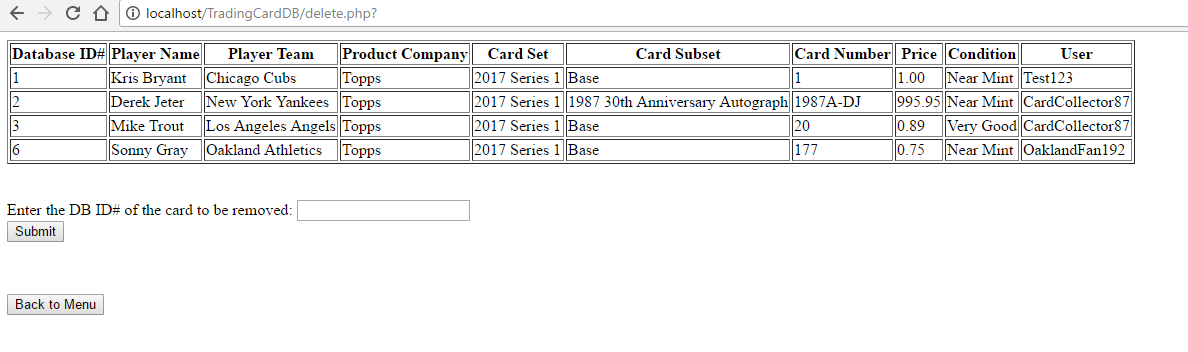 localhost/TradingCardDB/delete.php?
Database ID# Player Name Player Team Product Company Card Set Card Subset Card Number Price Condition User
1 Kris Bryant Chicago Cubs Topps 2017 Series 1 Base 1 1.00 Near Mint Test123
2 Derek Jeter New York Yankees Topps 2017 Series 1 1987 30th Anniversary Autograph 1987A-DJ 995.95 Near Mint CardCollector87
3 Mike Trout Los Angeles Angels Topps 2017 Series 1 Base 20 0.89 Very Good CardCollector87
6 Sonny Gray Oakland Athletics Topps 2017 Series 1 Base 177 0.75 Near Mint OaklandFan192
Enter the DB ID# of the card to be removed:
Submit
Back to Menu